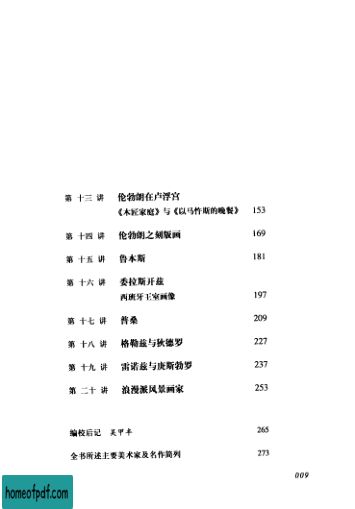 第 十三 讲 伦勃朗在卢浮宫
《木匠家庭》与《以马忤斯的晚餐》 153
第 十四 讲 伦勃朗之刻版画 169
第 十五 讲 鲁本斯 181
第 十六 讲 委拉斯开兹
西班牙王室画像 197
第 十七 讲 普桑 209
第 十八 讲 格勒兹与狄德罗 227
第 十九 讲 雷诺兹与庚斯勃罗 237
第 二十 讲 浪漫派风景画家 253
编校后记 吴甲丰 265
全书所述主要美术家及名作简列 273
009
homeofpdf.com